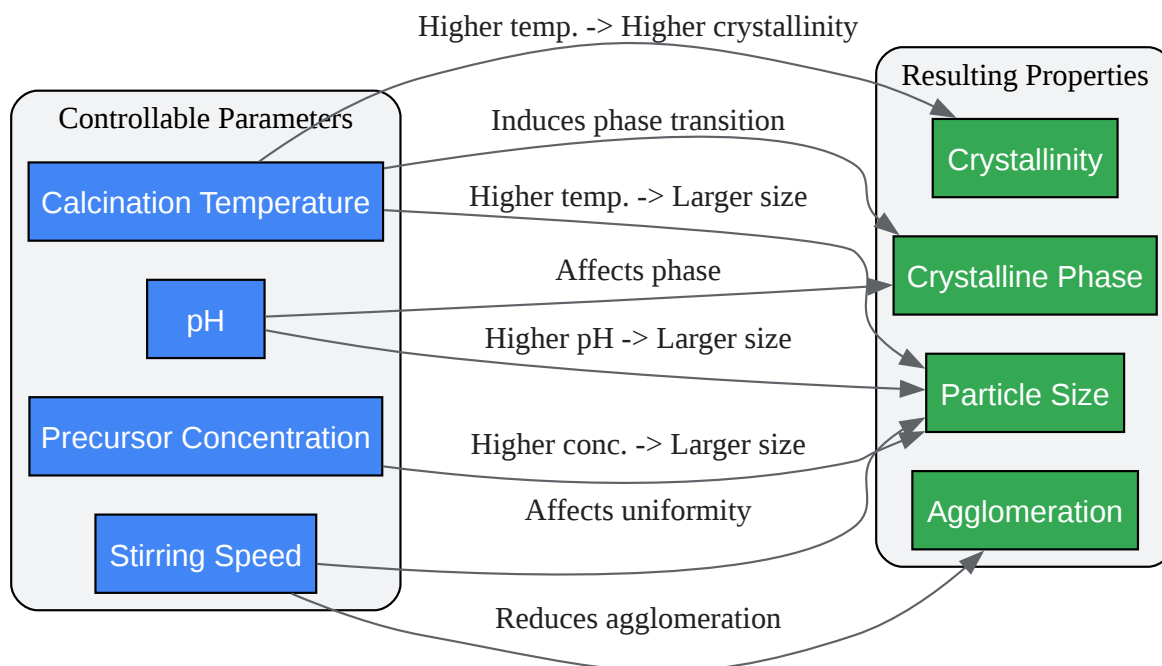 Higher temp. -> Higher crystallinity
Resulting Properties
Controllable Parameters
Induces phase transition
Crystallinity
Calcination Temperature
Higher temp. -> Larger size
Affects phase
Crystalline Phase
pH
Higher pH -> Larger size
Particle Size
Precursor Concentration
Higher conc. -> Larger size
Affects uniformity
Agglomeration
Stirring Speed
Reduces agglomeration